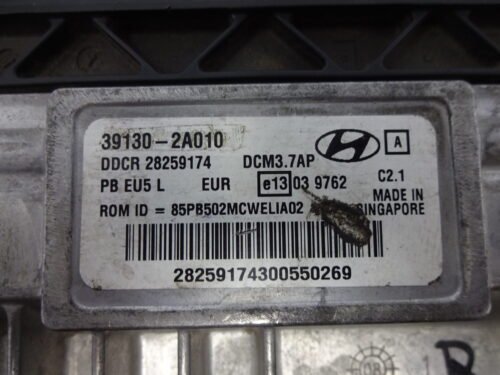 39130-2A010 A
DDCR 28259174 DCM3.7AP
PB EU5 L EUR e13 03 9762 C2.1
MADE IN
ROM ID = 85PB502MCWELIA02 SINGAPORE
28259174300550269